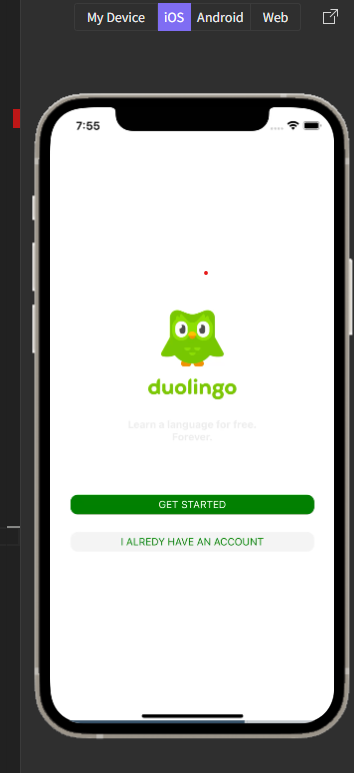 My Device iOS Android Web
7:55
duolingo
Learn a language for free.
Forever.
GET STARTED
I ALREDY HAVE AN ACCOUNT